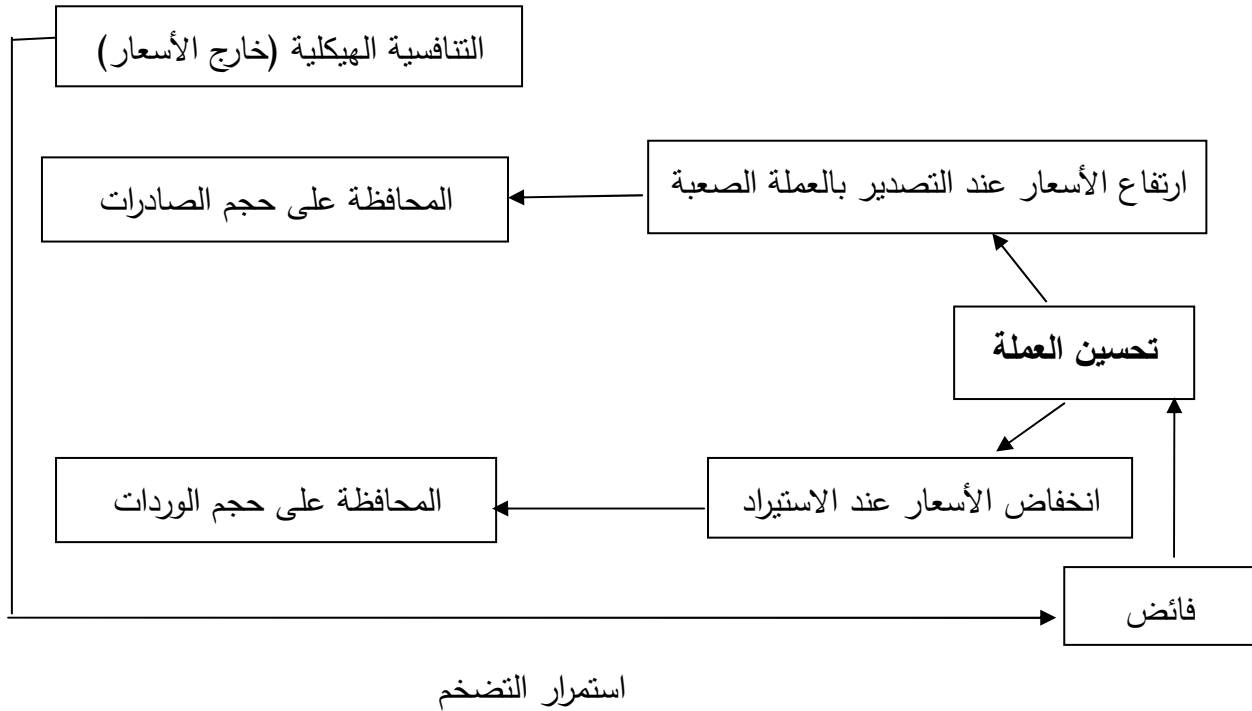 التنافسية الهيكلية (خارج الأسعار)
ارتفاع الأسعار عند التصدير بالعملة الصعبة
المحافظة على حجم الصادرات
تحسين العملة
انخفاض الأسعار عند الاستيراد
المحافظة على حجم الوردات
فائض
استمرار التضخم